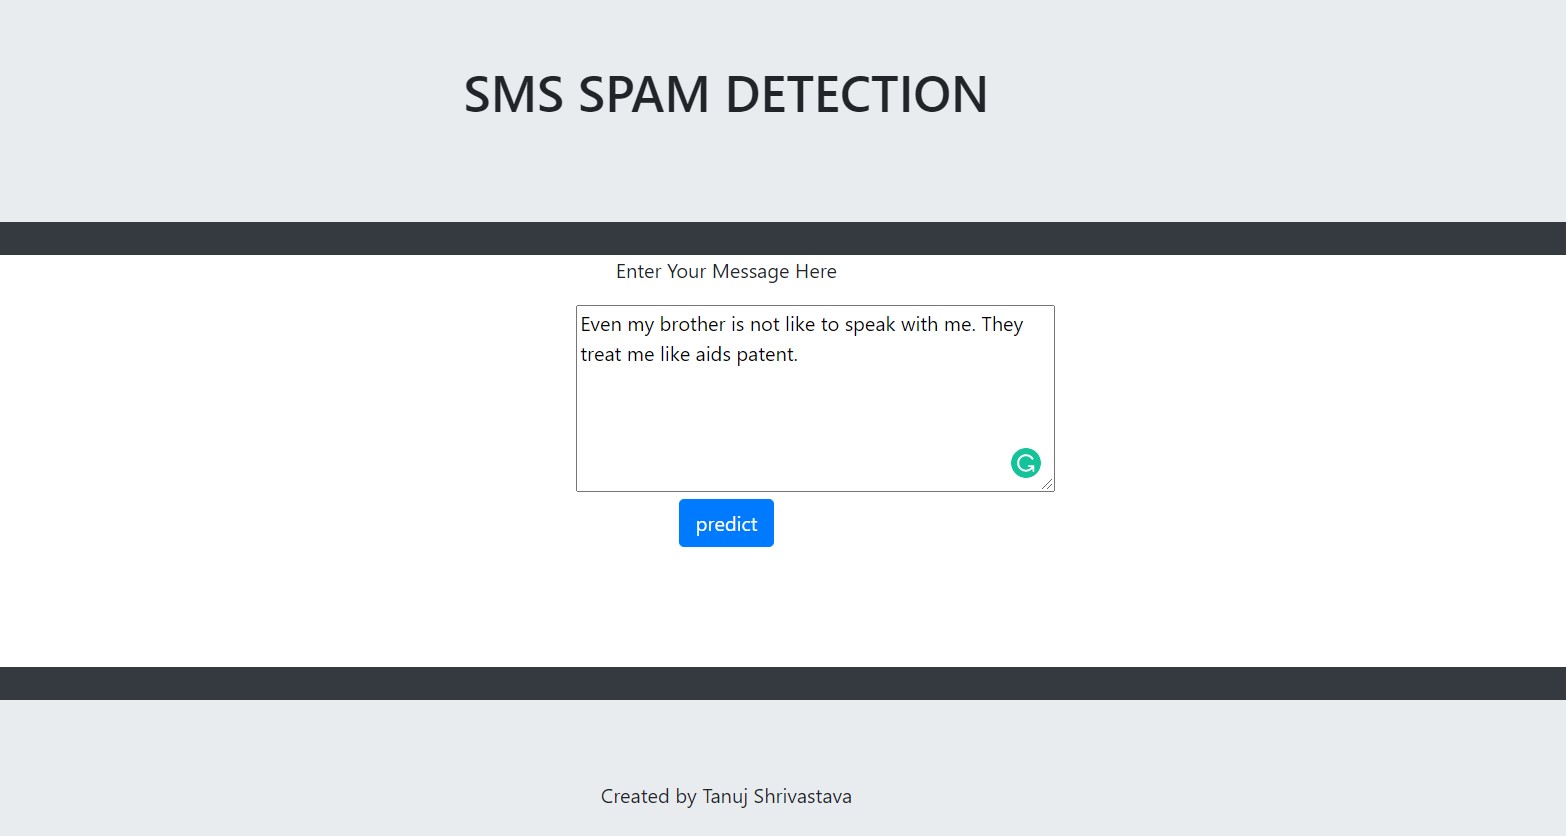 SMS SPAM DETECTION
Enter Your Message Here
Even my brother is not like to speak with me. They
treat me like aids patent.
predict
Created by Tanuj Shrivastava